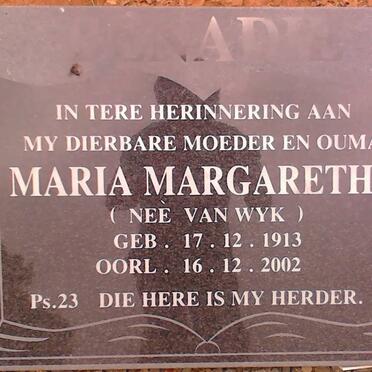 ENADIE
IN TERE HERINNERING AAN
MY DIERBARE MOEDER EN OUMA
MARIA MARGARETH
( NEÈ VAN WYK )
GEB . 17 . 12 . 1913
OORL . 16 . 12 . 2002
Ps.23 DIE HERE IS MY HERDER.